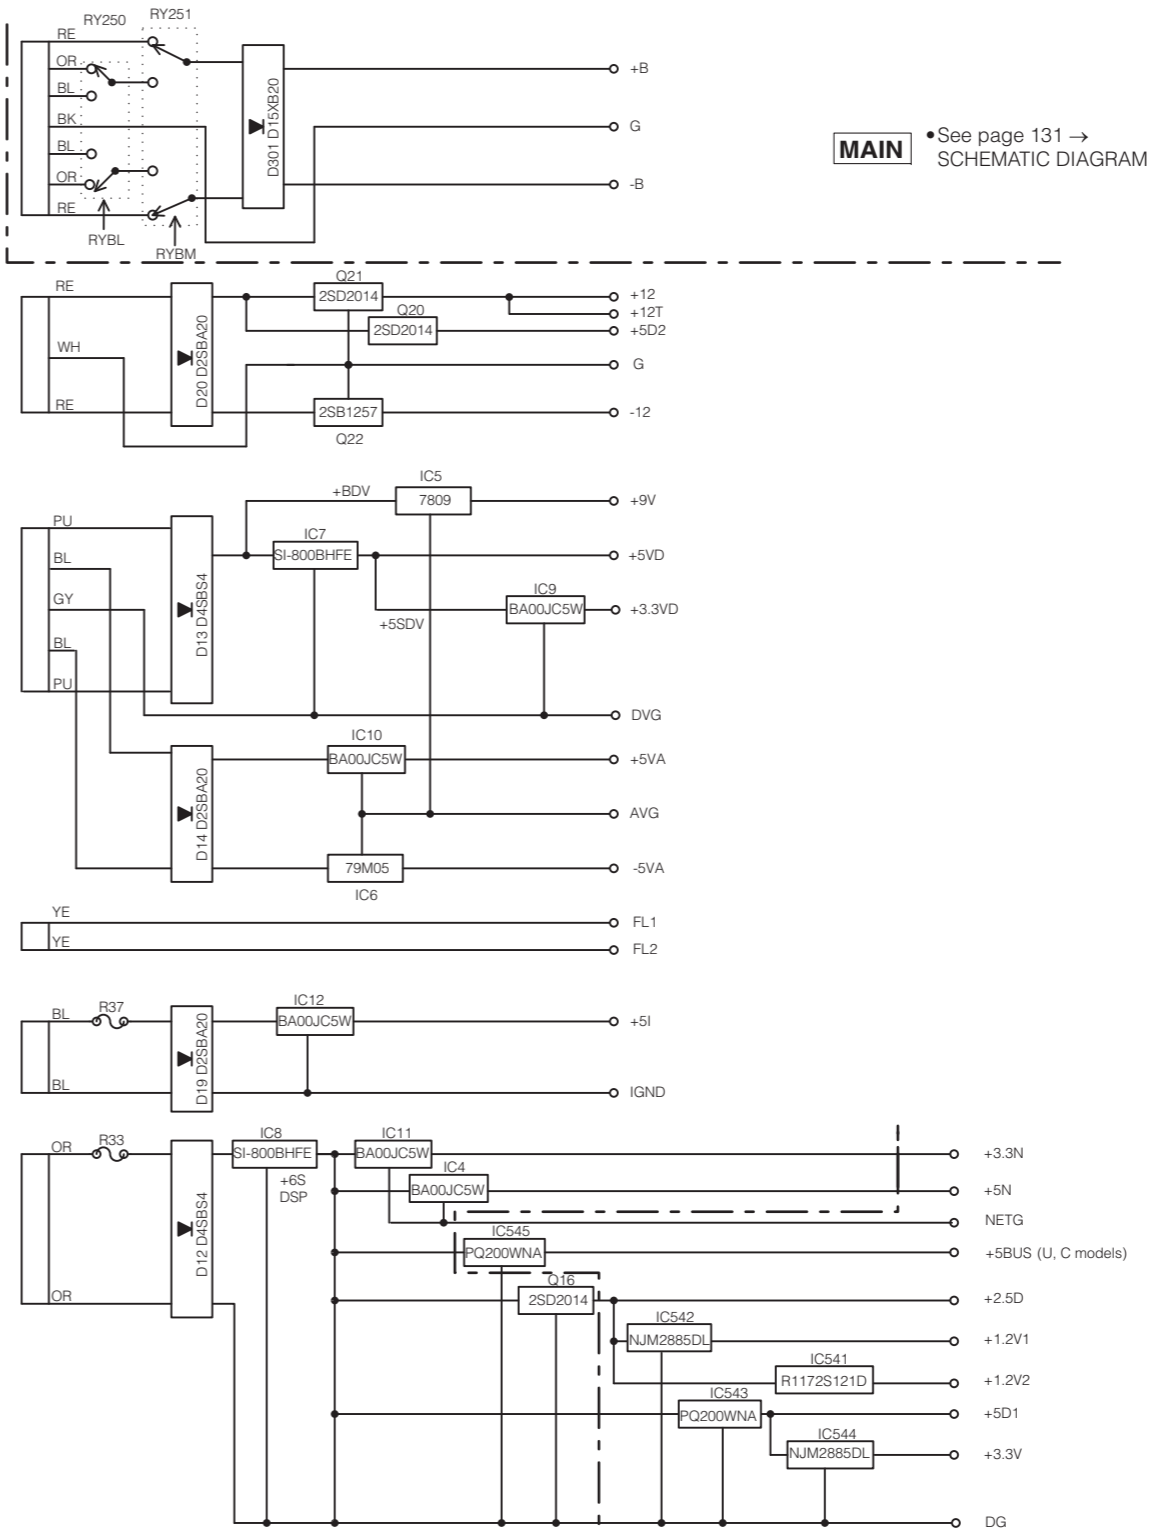 RY250
RY251
RE
OR
BL
BK
BL
OR
RE
RYBL
RYBM
D301 D15XB20
+B
G
-B
MAIN
•See page 131 →
SCHEMATIC DIAGRAM
RE
WH
RE
D20 D2SBA20
Q21
2SD2014
Q20
2SD2014
2SB1257
Q22
+12
+12T
+5D2
G
-12
PU
BL
GY
BL
PU
D13 D4SBS4
+BDV
IC5
7809
IC7
SI-800BHFE
+5SDV
IC9
BA00JC5W
+9V
+5VD
+3.3VD
DVG
D14 D2SBA20
IC10
BA00JC5W
79M05
IC6
+5VA
AVG
-5VA
YE
YE
FL1
FL2
BL
R37
BL
D19 D2SBA20
IC12
BA00JC5W
+5I
IGND
OR
R33
OR
D12 D4SBS4
IC8
SI-800BHFE
+6S
DSP
IC11
BA00JC5W
IC4
BA00JC5W
IC545
PQ200WNA
Q16
2SD2014
IC542
NJM2885DL
IC541
R1172S121D
IC543
PQ200WNA
IC544
NJM2885DL
+3.3N
+5N
NETG
+5BUS (U, C models)
+2.5D
+1.2V1
+1.2V2
+5D1
+3.3V
DG